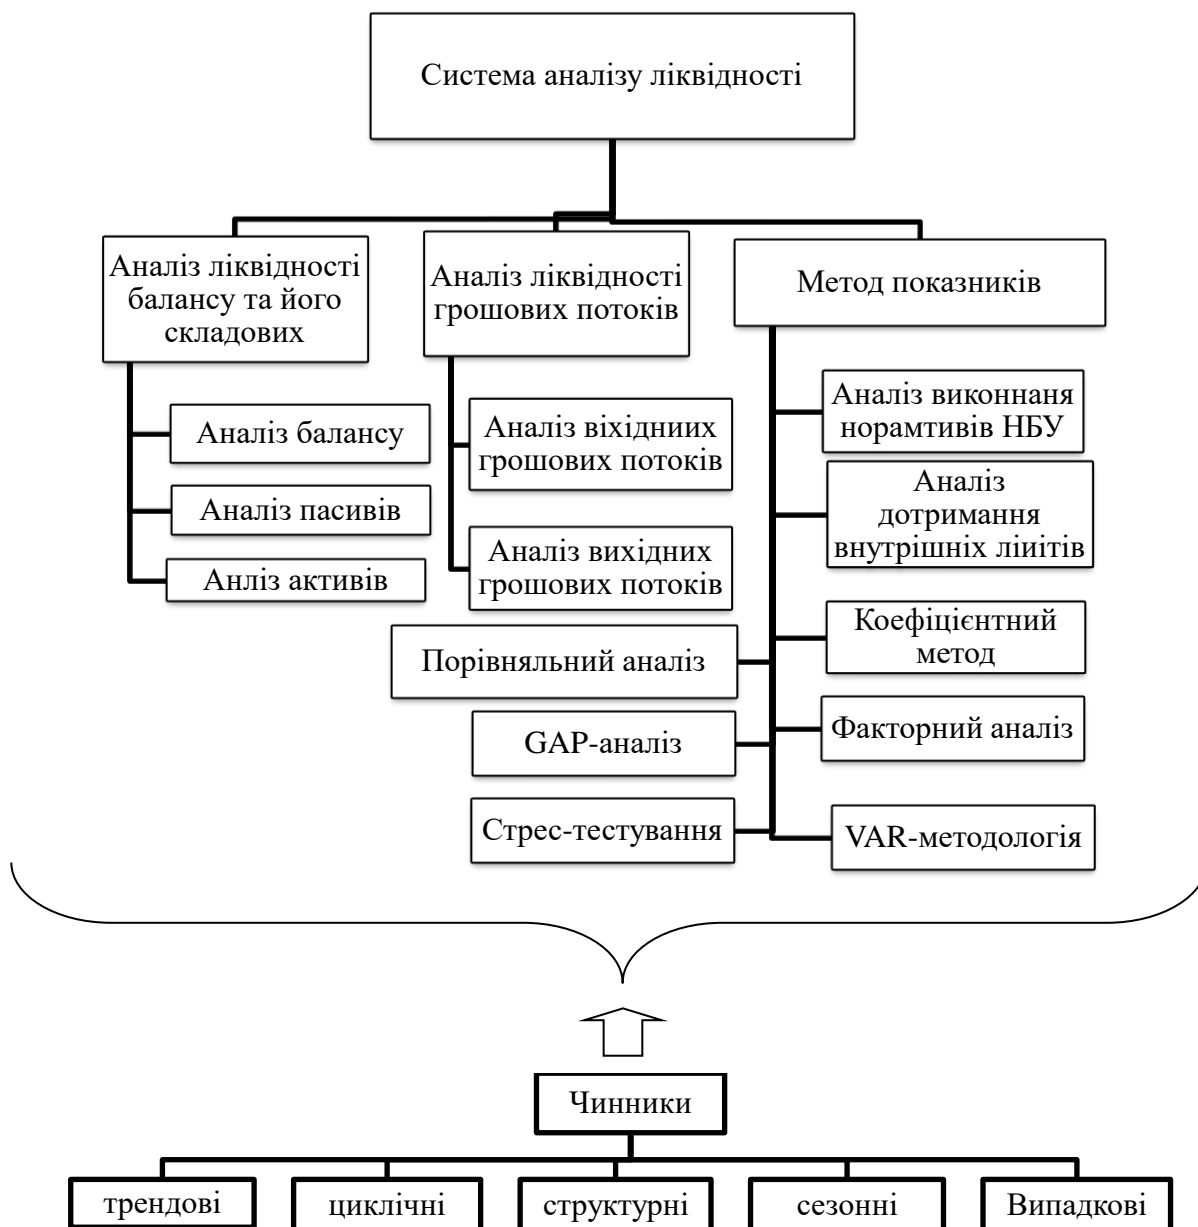 Система аналізу ліквідності
Аналіз ліквідності
балансу та його
складових
Аналіз балансу
Аналіз пасивів
Анліз активів
Аналіз ліквідності
грошових потоків
Аналіз віхідниих
грошових потоків
Аналіз вихідних
грошових потоків
Метод показників
Аналіз виконнаня
норамтивів НБУ
Аналіз
дотримання
внутрішніх ліиітів
Коефіцієнтний
метод
Факторний аналіз
VAR-методологія
Порівняльний аналіз
GAP-аналіз
Стрес-тестування
Чинники
трендові
циклічні
структурні
сезонні
Випадкові